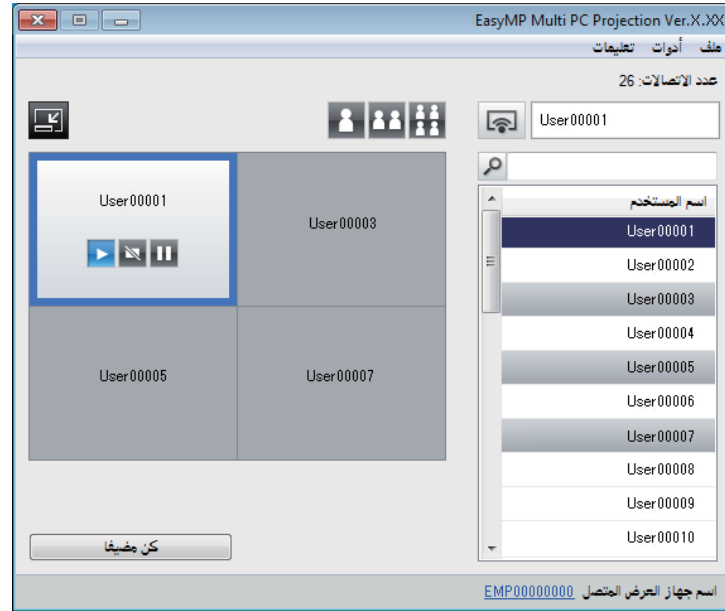 EasyMP Multi PC Projection Ver.X.XX
ملف أدوات تعليمات
عدد الاتصالات: 26
User00001
اسم المستخدم
User00001
User00002
User00003
User00004
User00005
User00006
User00007
User00008
User00009
User00010
User00001
User00003
User00005
User00007
كن مضيفا
اسم جهاز العرض المتصل EMP00000000